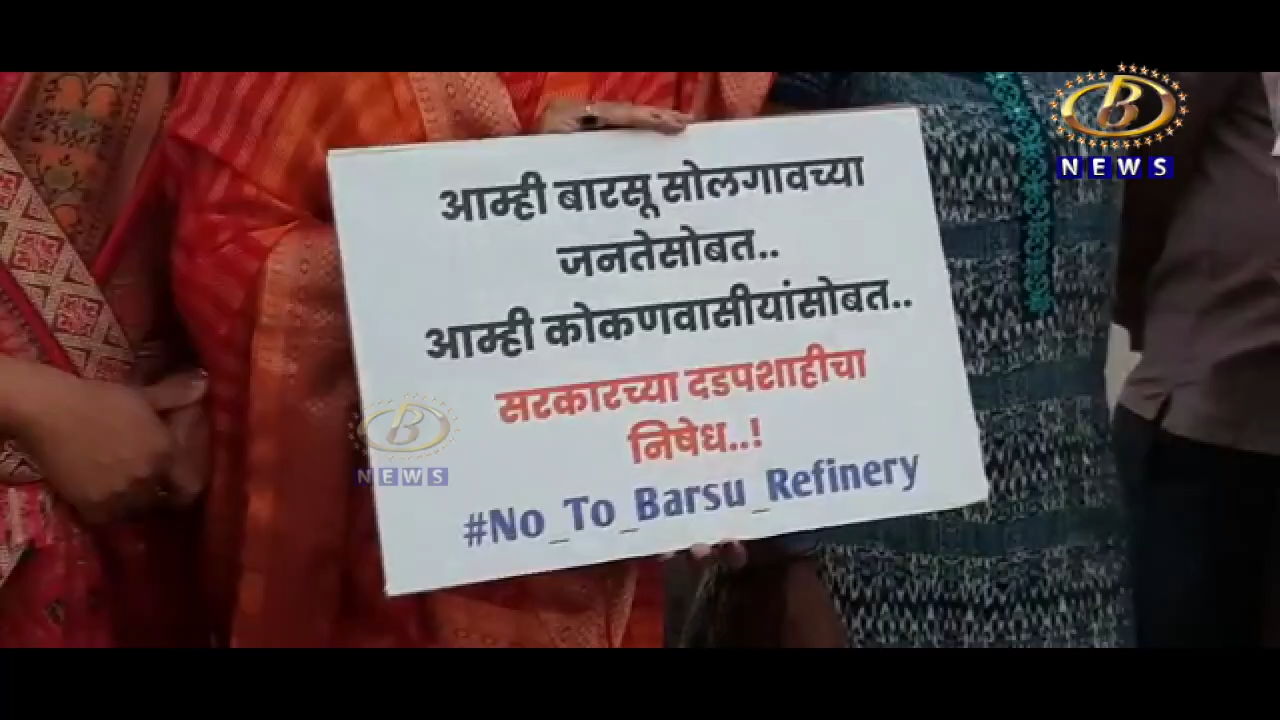 आम्ही बारसू सोलगावच्या
जनतेसोबत..
आम्ही कोकणवासीयांसोबत..
सरकारच्या दडपशाहीचा
निषेध..!
#No_To_Barsu_Refinery
B
NEWS
B
NEWS